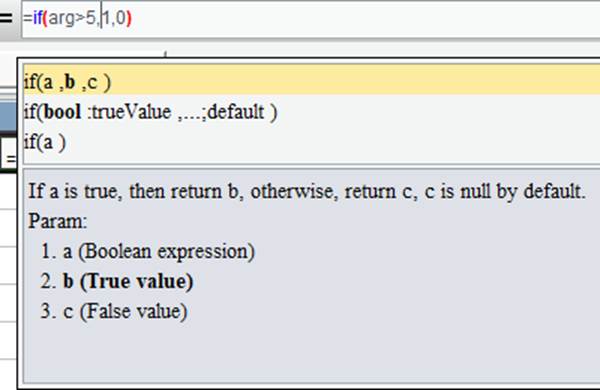 =
=if(arg>5,1,0)
if(a ,b ,c )
if(bool :trueValue ,...;default )
if(a )
=
If a is true, then return b, otherwise, return c, c is null by default.
Param:
1. a (Boolean expression)
2. b (True value)
3. c (False value)